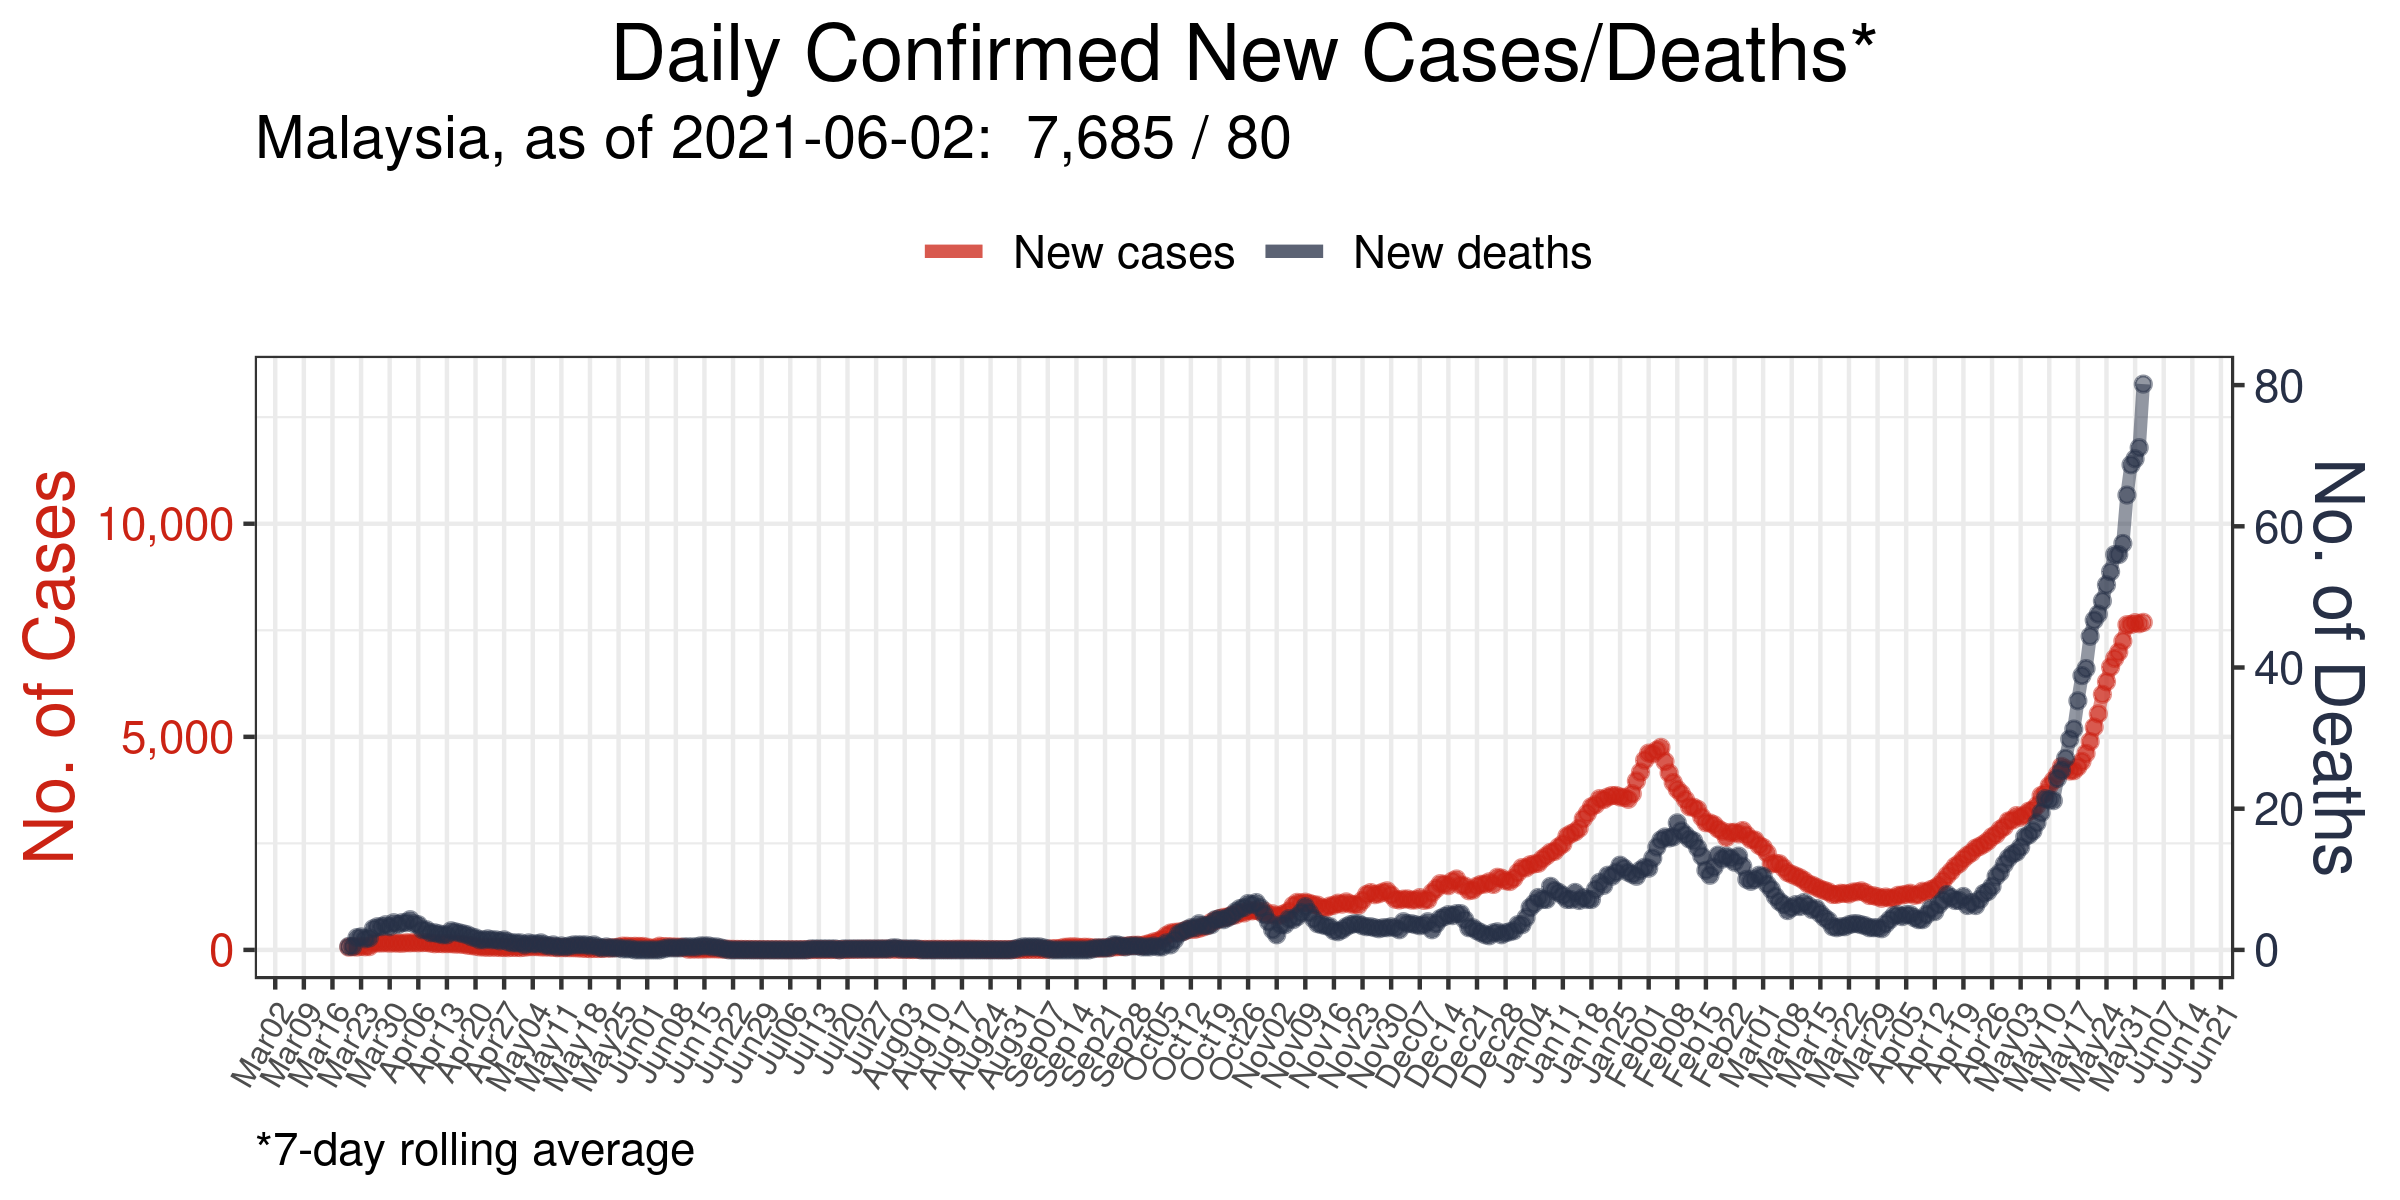 Daily Confirmed New Cases/Deaths*
Malaysia, as of 2021-06-02:  7,685 / 80
New cases
New deaths
No. of Cases
10,000
5,000
0
80
60
40
20
0
No. of Deaths
Mar02
Mar09
Mar16
Mar23
Mar30
Apr06
Apr13
Apr20
Apr27
May04
May11
May18
May25
Jun01
Jun08
Jun15
Jun22
Jun29
Jul06
Jul13
Jul20
Jul27
Aug03
Aug10
Aug17
Aug24
Aug31
Sep07
Sep14
Sep21
Sep28
Oct05
Oct12
Oct19
Oct26
Nov02
Nov09
Nov16
Nov23
Nov30
Dec07
Dec14
Dec21
Dec28
Jan04
Jan11
Jan18
Jan25
Feb01
Feb08
Feb15
Feb22
Mar01
Mar08
Mar15
Mar22
Mar29
Apr05
Apr12
Apr19
Apr26
May03
May10
May17
May24
May31
Jun07
Jun14
Jun21
*7-day rolling average